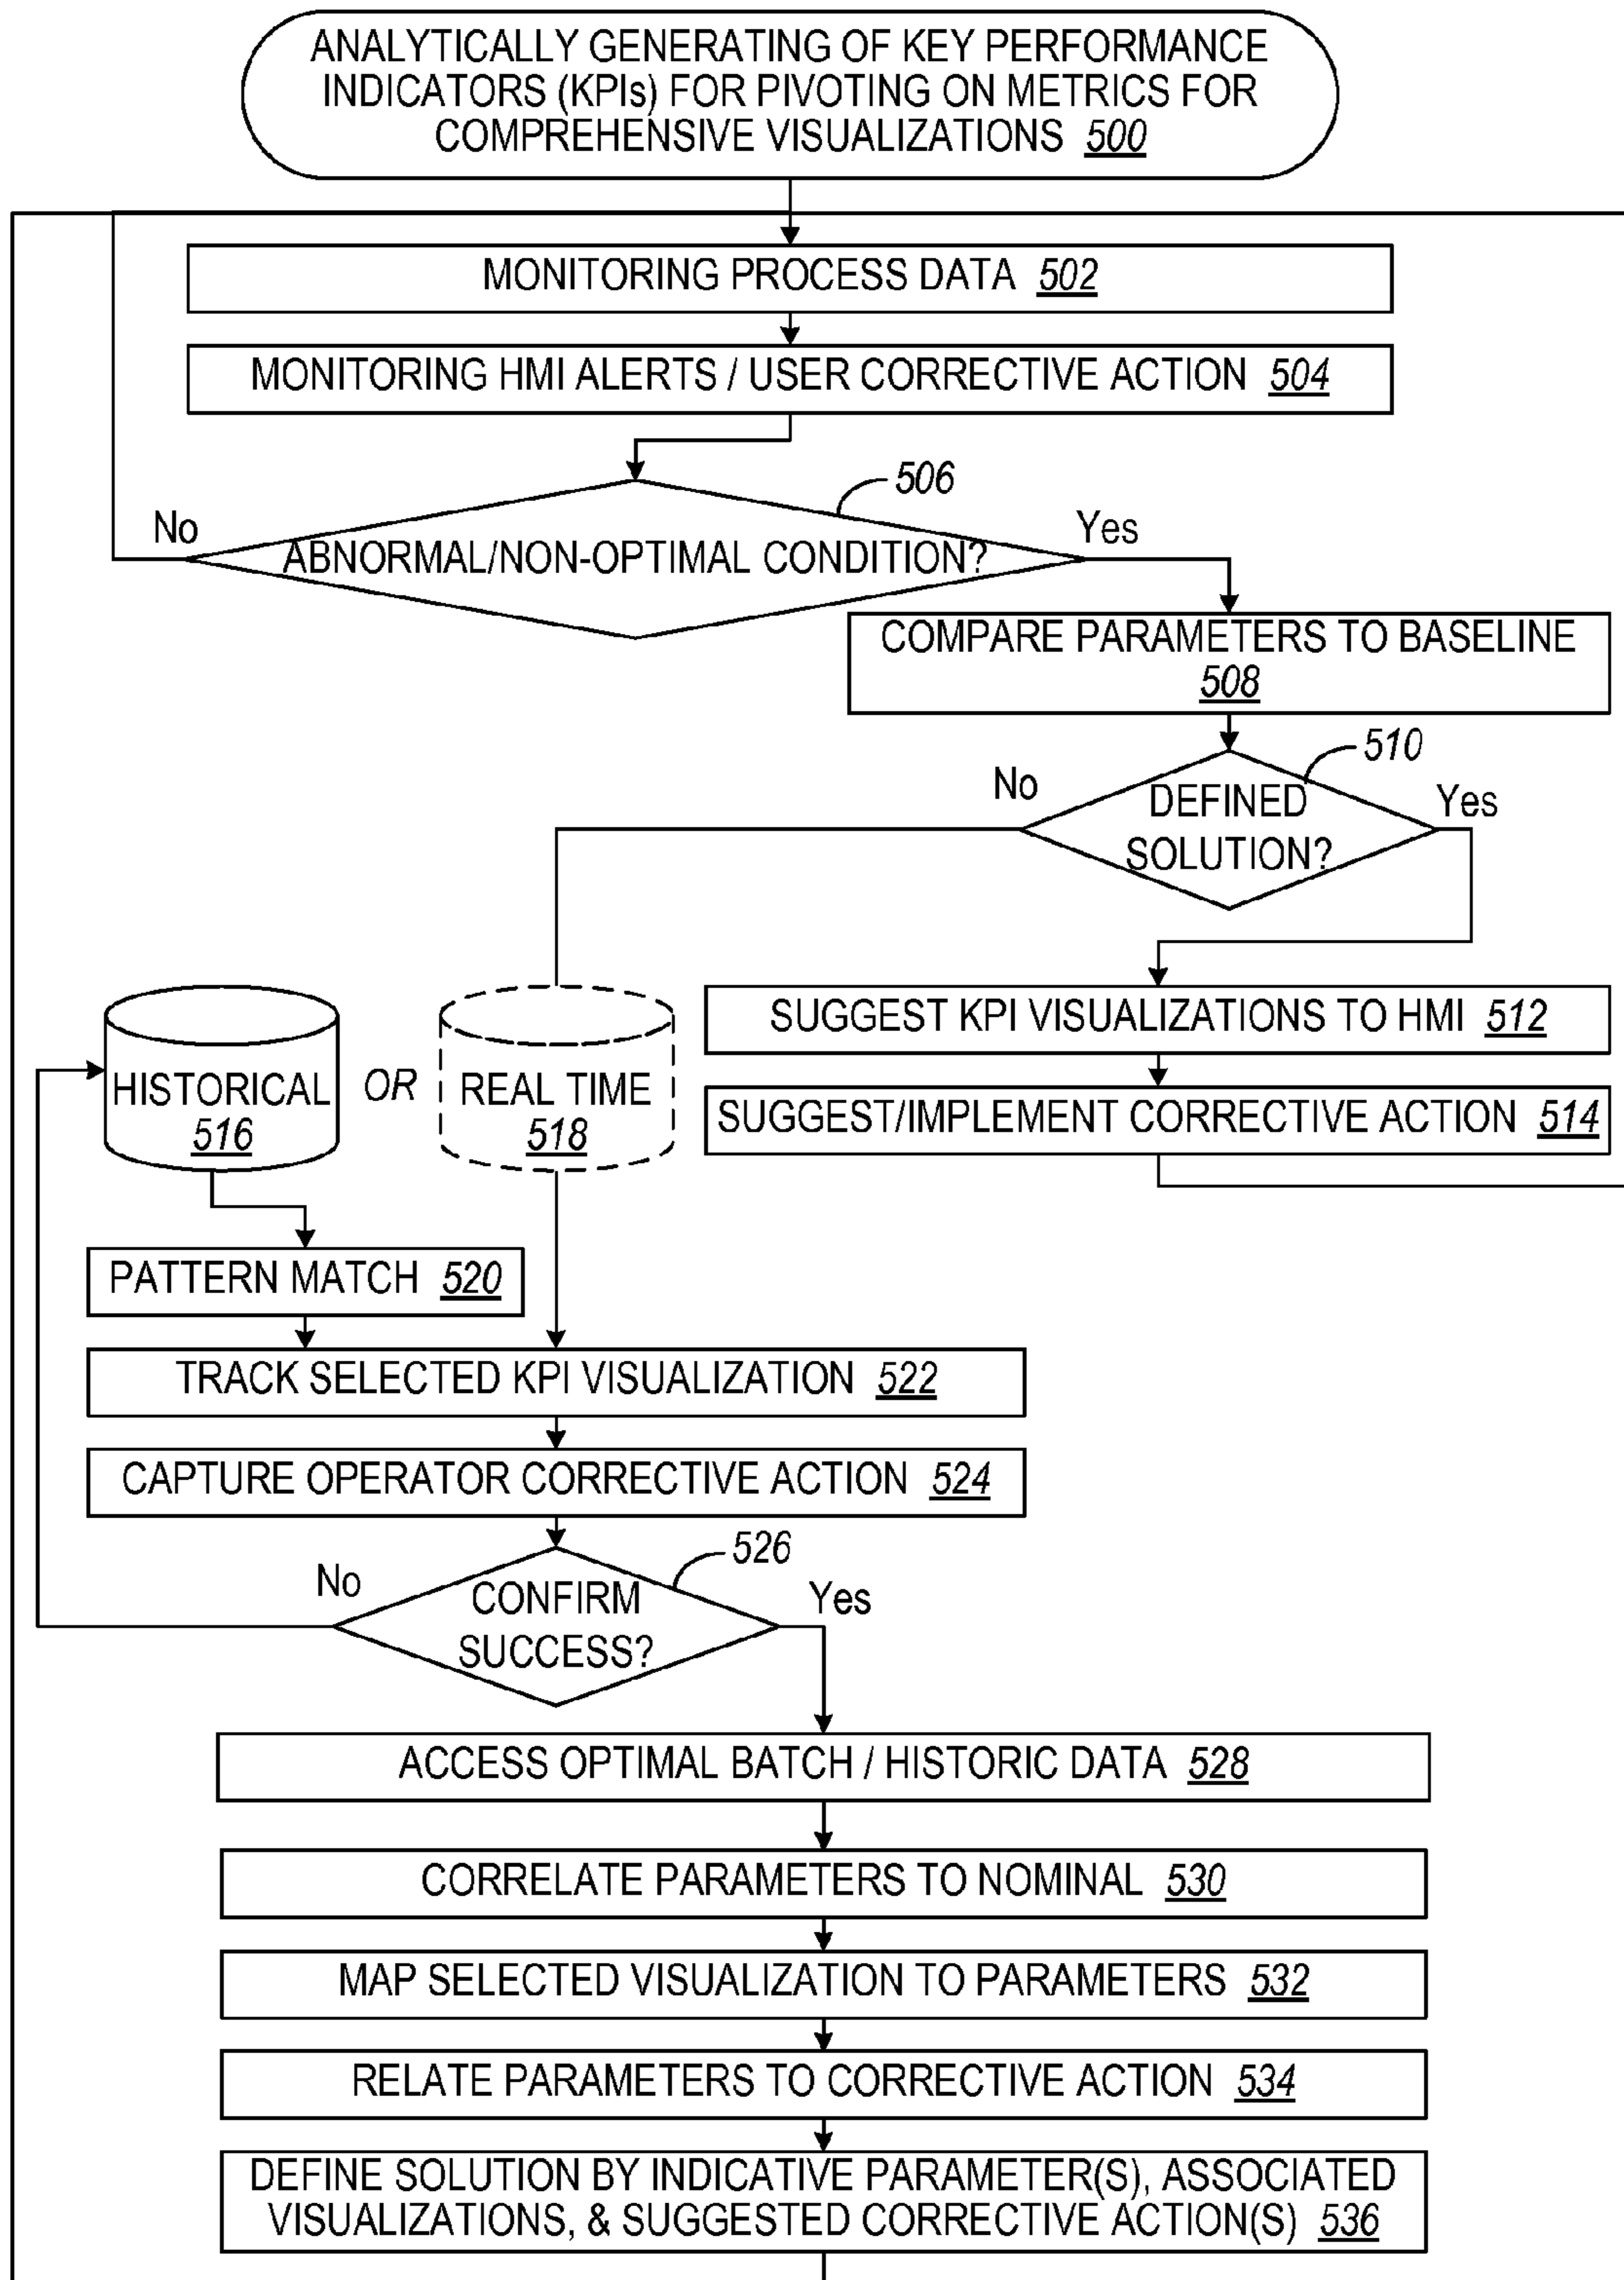 ANALYTICALLY GENERATING OF KEY PERFORMANCE
INDICATORS (KPIs) FOR PIVOTING ON METRICS FOR
COMPREHENSIVE VISUALIZATIONS 500
MONITORING PROCESS DATA 502
MONITORING HMI ALERTS / USER CORRECTIVE ACTION 504
506
No
Yes
ABNORMAL/NON-OPTIMAL CONDITION?
COMPARE PARAMETERS TO BASELINE
508
510
No
Yes
DEFINED
SOLUTION?
SUGGEST KPI VISUALIZATIONS TO HMI 512
SUGGEST/IMPLEMENT CORRECTIVE ACTION 514
HISTORICAL
516
OR
REAL TIME
518
PATTERN MATCH 520
TRACK SELECTED KPI VISUALIZATION 522
CAPTURE OPERATOR CORRECTIVE ACTION 524
526
No
Yes
CONFIRM
SUCCESS?
ACCESS OPTIMAL BATCH / HISTORIC DATA 528
CORRELATE PARAMETERS TO NOMINAL 530
MAP SELECTED VISUALIZATION TO PARAMETERS 532
RELATE PARAMETERS TO CORRECTIVE ACTION 534
DEFINE SOLUTION BY INDICATIVE PARAMETER(S), ASSOCIATED
VISUALIZATIONS, & SUGGESTED CORRECTIVE ACTION(S) 536